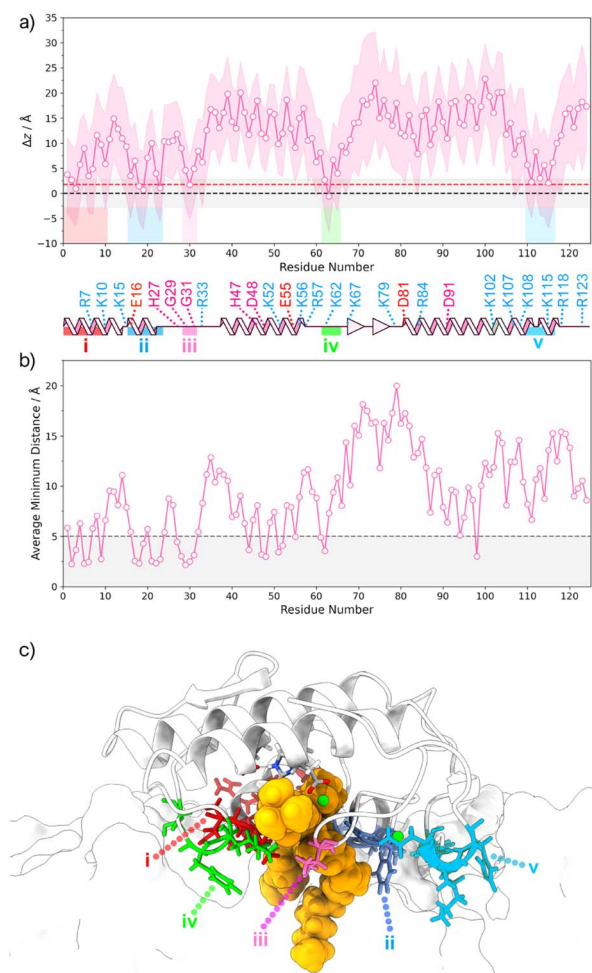 a)
35
30
25
20
15
10
5
0
−5
−10
Δz / Å
0 10 20 30 40 50 60 70 80 90 100 110 120
Residue Number
R7 K10 K15 E16 H27 G29 G31 R33 H47 D48 K52 E55 K56 R57 K62 K67 K79 D81 R84 D91 K102 K107 K108 K115 R118 R123
i ii iii iv v
b)
20
15
10
5
0
Average Minimum Distance / Å
0 10 20 30 40 50 60 70 80 90 100 110 120
Residue Number
c)
i
iv
iii
ii
v